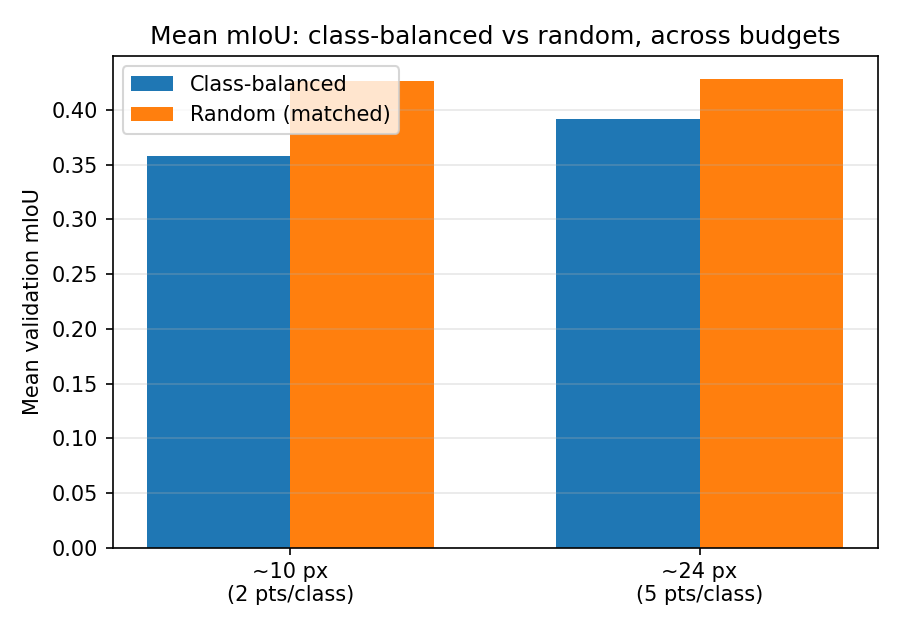 Mean mIoU: class-balanced vs random, across budgets
Class-balanced
Random (matched)
Mean validation mIoU
0.40
0.35
0.30
0.25
0.20
0.15
0.10
0.05
0.00
~10 px
(2 pts/class)
~24 px
(5 pts/class)